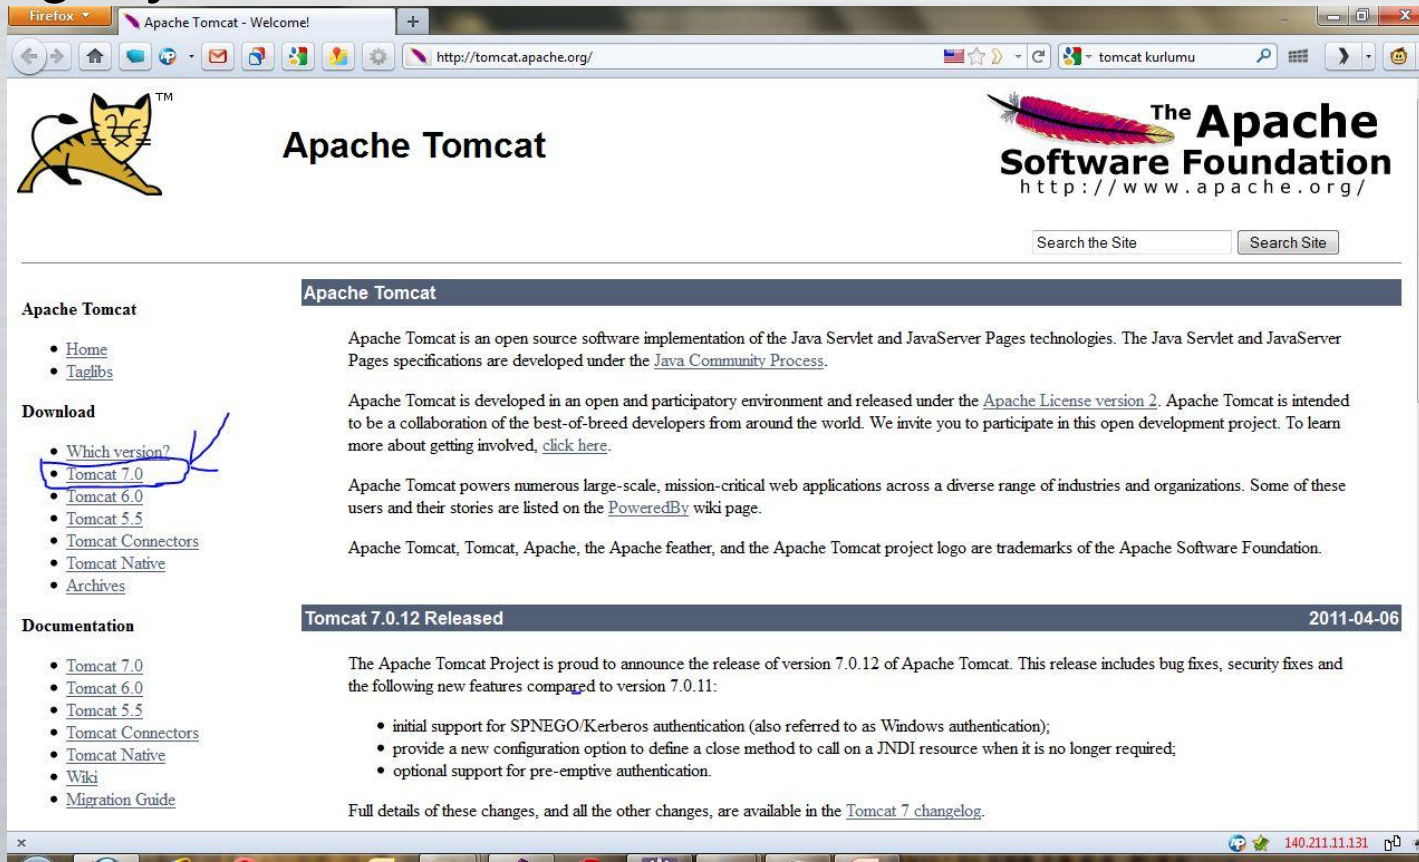 Firefox
Apache Tomcat - Welcome!
http://tomcat.apache.org/
tomcat kurlumu
TM
Apache Tomcat
The Apache
Software Foundation
http://www.apache.org/
Search the Site
Search Site
Apache Tomcat
Home
Taglibs
Download
Which version?
Tomcat 7.0
Tomcat 6.0
Tomcat 5.5
Tomcat Connectors
Tomcat Native
Archives
Documentation
Tomcat 7.0
Tomcat 6.0
Tomcat 5.5
Tomcat Connectors
Tomcat Native
Wiki
Migration Guide
Apache Tomcat
Apache Tomcat is an open source software implementation of the Java Servlet and JavaServer Pages technologies. The Java Servlet and JavaServer
Pages specifications are developed under the Java Community Process.
Apache Tomcat is developed in an open and participatory environment and released under the Apache License version 2. Apache Tomcat is intended
to be a collaboration of the best-of-breed developers from around the world. We invite you to participate in this open development project. To learn
more about getting involved, click here.
Apache Tomcat powers numerous large-scale, mission-critical web applications across a diverse range of industries and organizations. Some of these
users and their stories are listed on the PoweredBy wiki page.
Apache Tomcat, Tomcat, Apache, the Apache feather, and the Apache Tomcat project logo are trademarks of the Apache Software Foundation.
Tomcat 7.0.12 Released 2011-04-06
The Apache Tomcat Project is proud to announce the release of version 7.0.12 of Apache Tomcat. This release includes bug fixes, security fixes and
the following new features compared to version 7.0.11:
initial support for SPNEGO/Kerberos authentication (also referred to as Windows authentication);
provide a new configuration option to define a close method to call on a JNDI resource when it is no longer required;
optional support for pre-emptive authentication.
Full details of these changes, and all the other changes, are available in the Tomcat 7 changelog.
140.211.11.131